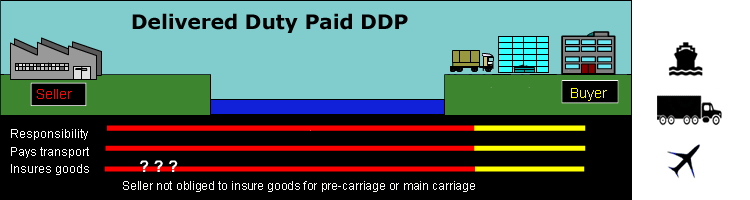 Delivered Duty Paid DDP
Seller
Buyer
Responsibility
Pays transport
Insures goods
? ? ?
Seller not obliged to insure goods for pre-carriage or main carriage